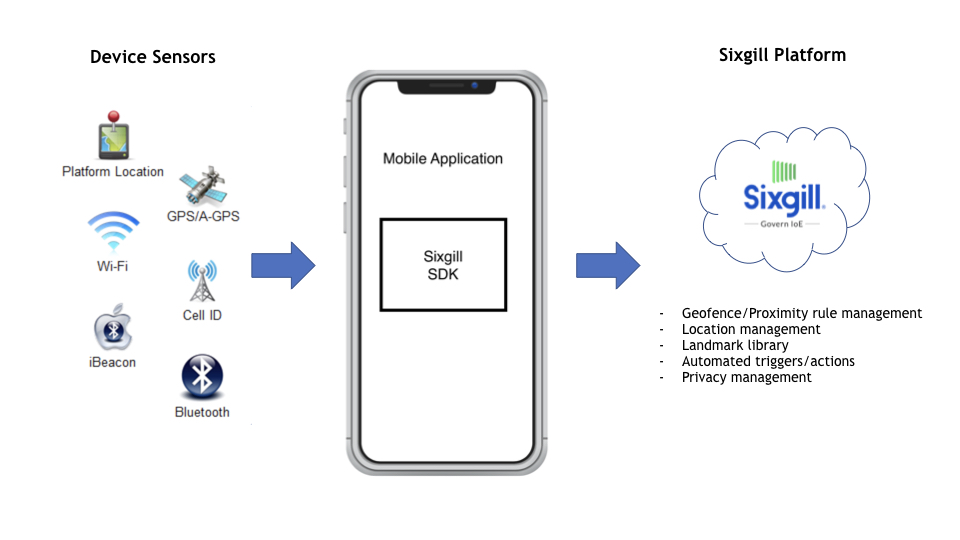 Device Sensors
Platform Location
GPS/A-GPS
Wi-Fi
Cell ID
iBeacon
Bluetooth
Mobile Application
Sixgill
SDK
Sixgill Platform
Sixgill®
Govern IoE
- Geofence/Proximity rule management
- Location management
- Landmark library
- Automated triggers/actions
- Privacy management